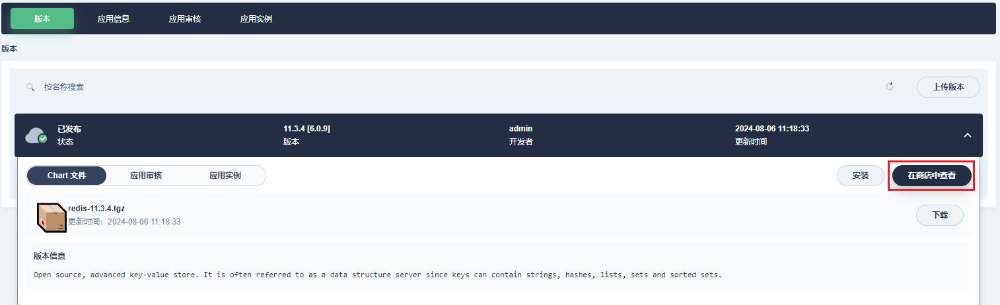 版本 应用信息 应用审核 应用实例
版本
按名称搜索 上传版本
已发布 11.3.4 [6.0.9] admin 2024-08-06 11:18:33
状态 版本 开发者 更新时间
Chart 文件 应用审核 应用实例 安装 在商店中查看
redis-11.3.4.tgz
更新时间：2024-08-06 11:18:33 下载
版本信息
Open source, advanced key-value store. It is often referred to as a data structure server since keys can contain strings, hashes, lists, sets and sorted sets.